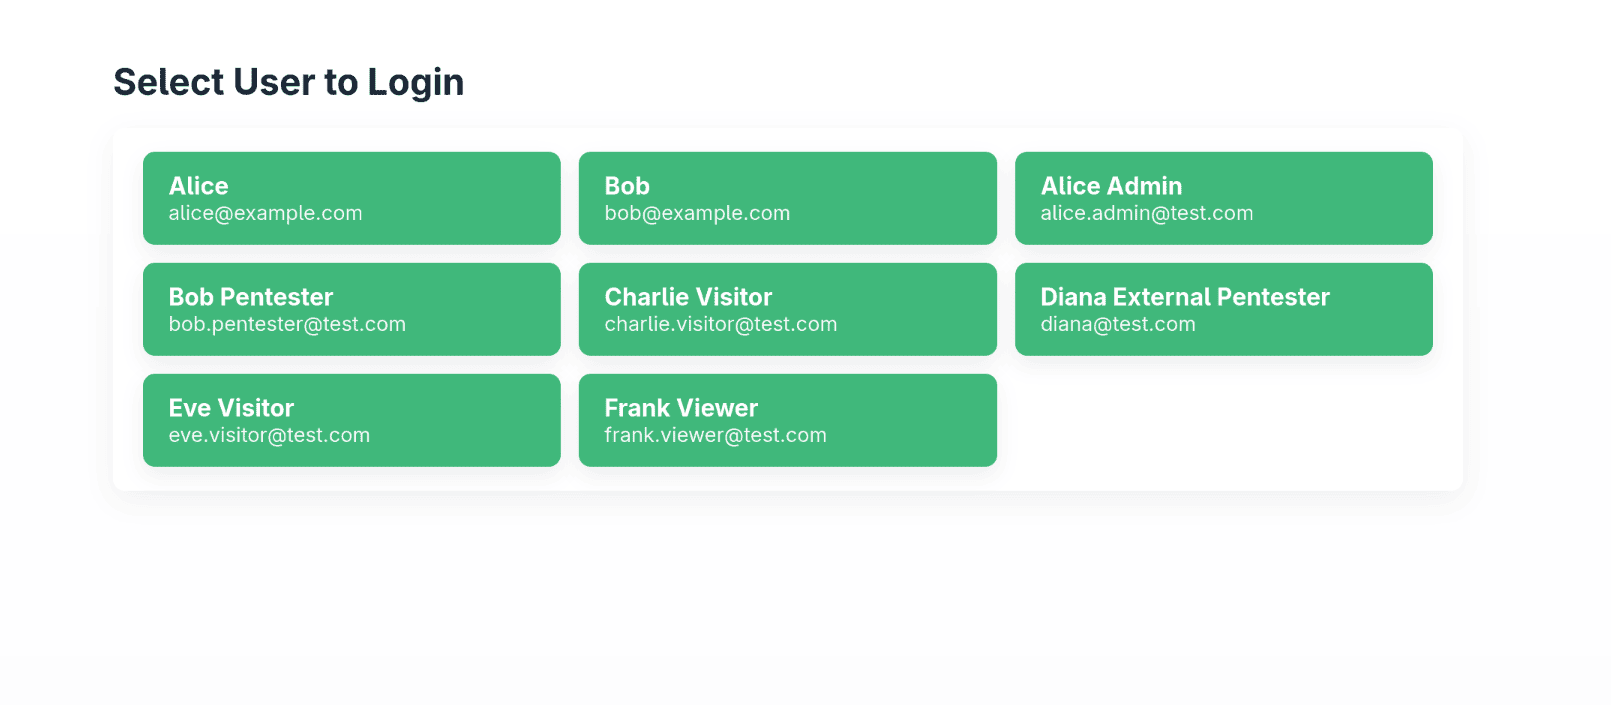 Select User to Login
Alice
alice@example.com
Bob
bob@example.com
Alice Admin
alice.admin@test.com
Bob Pentester
bob.pentester@test.com
Charlie Visitor
charlie.visitor@test.com
Diana External Pentester
diana@test.com
Eve Visitor
eve.visitor@test.com
Frank Viewer
frank.viewer@test.com